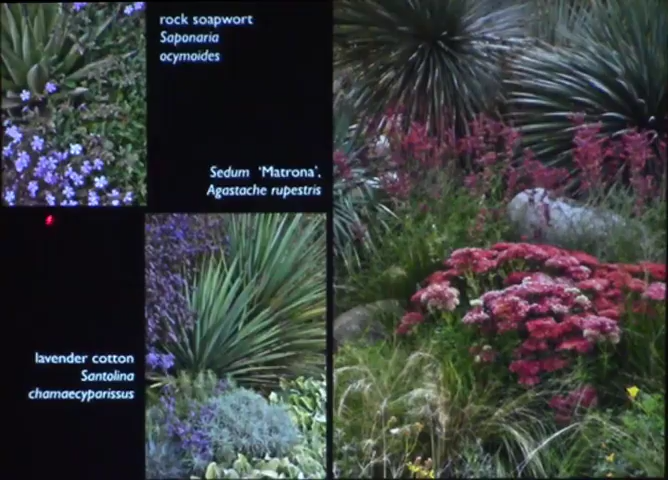 rock soapwort
Saponaria
ocymoides
Sedum 'Matrona',
Agastache rupestris
lavender cotton
Santolina
chamaecyparissus